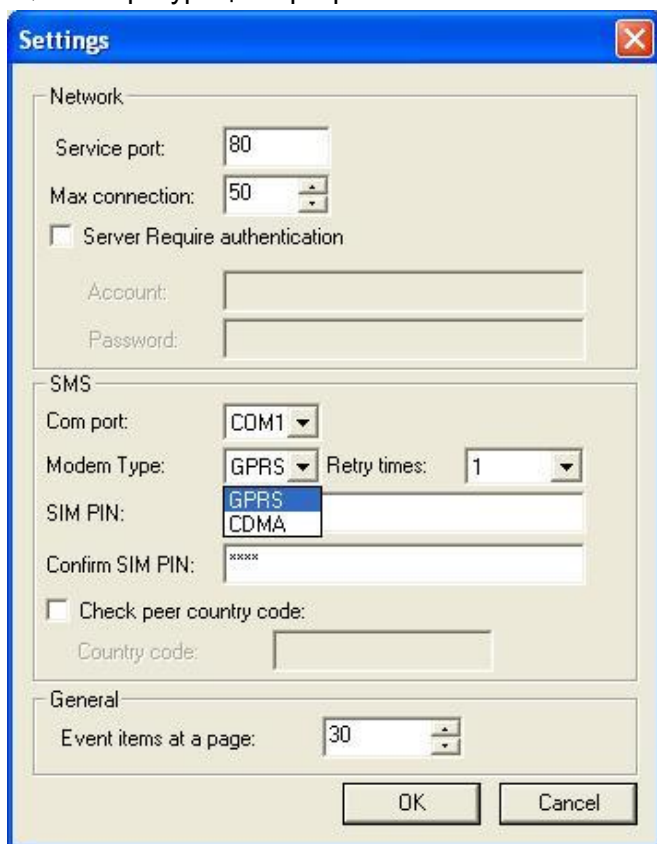 Settings
Network
Service port: 80
Max connection: 50
Server Require authentication
Account:
Password:
SMS
Com port: COM1
Modem Type: GPRS Retry times: 1
GPRS
SIM PIN:
CDMA
Confirm SIM PIN: ****
Check peer country code:
Country code:
General
Event items at a page: 30
OK Cancel